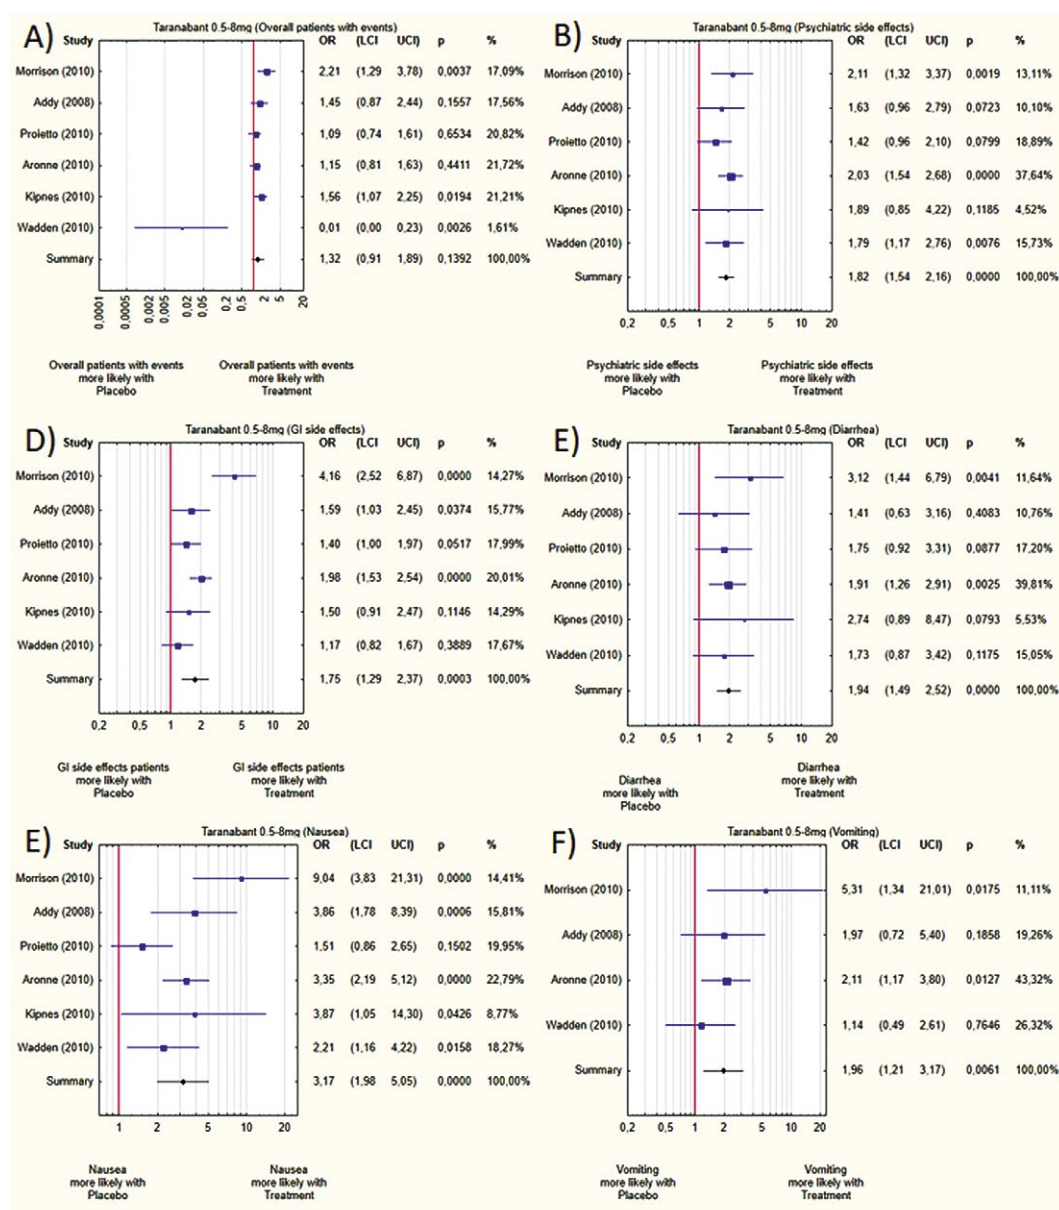 A)
Taranabant 0.5-8mg (Overall patients with events)
Study OR (LCI UCI) p %
Morrison (2010) 2,21 (1,29 3,78) 0,0037 17,09%
Addy (2008) 1,45 (0,87 2,44) 0,1557 17,56%
Proietto (2010) 1,09 (0,74 1,61) 0,6534 20,82%
Aronne (2010) 1,15 (0,81 1,63) 0,4411 21,72%
Kipnes (2010) 1,56 (1,07 2,25) 0,0194 21,21%
Wadden (2010) 0,01 (0,00 0,23) 0,0026 1,61%
Summary 1,32 (0,91 1,89) 0,1392 100,00%
0,0001 0,0005 0,002 0,005 0,02 0,05 0,2 0,5 2 5 20
Overall patients with events Overall patients with events
more likely with more likely with
Placebo Treatment
B)
Taranabant 0.5-8mg (Psychiatric side effects)
Study OR (LCI UCI) p %
Morrison (2010) 2,11 (1,32 3,37) 0,0019 13,11%
Addy (2008) 1,63 (0,96 2,79) 0,0723 10,10%
Proietto (2010) 1,42 (0,96 2,10) 0,0799 18,89%
Aronne (2010) 2,03 (1,54 2,68) 0,0000 37,64%
Kipnes (2010) 1,89 (0,85 4,22) 0,1185 4,52%
Wadden (2010) 1,79 (1,17 2,76) 0,0076 15,73%
Summary 1,82 (1,54 2,16) 0,0000 100,00%
0,2 0,5 1 2 5 10 20
Psychiatric side effects Psychiatric side effects
more likely with more likely with
Placebo Treatment
D)
Taranabant 0.5-8mg (GI side effects)
Study OR (LCI UCI) p %
Morrison (2010) 4,16 (2,52 6,87) 0,0000 14,27%
Addy (2008) 1,59 (1,03 2,45) 0,0374 15,77%
Proietto (2010) 1,40 (1,00 1,97) 0,0517 17,99%
Aronne (2010) 1,98 (1,53 2,54) 0,0000 20,01%
Kipnes (2010) 1,50 (0,91 2,47) 0,1146 14,29%
Wadden (2010) 1,17 (0,82 1,67) 0,3889 17,67%
Summary 1,75 (1,29 2,37) 0,0003 100,00%
0,2 0,5 1 2 5 10 20
GI side effects patients GI side effects patients
more likely with more likely with
Placebo Treatment
E)
Taranabant 0.5-8mg (Diarrhea)
Study OR (LCI UCI) p %
Morrison (2010) 3,12 (1,44 6,79) 0,0041 11,64%
Addy (2008) 1,41 (0,63 3,16) 0,4083 10,76%
Proietto (2010) 1,75 (0,92 3,31) 0,0877 17,20%
Aronne (2010) 1,91 (1,26 2,91) 0,0025 39,81%
Kipnes (2010) 2,74 (0,89 8,47) 0,0793 5,53%
Wadden (2010) 1,73 (0,87 3,42) 0,1175 15,05%
Summary 1,94 (1,49 2,52) 0,0000 100,00%
0,2 0,5 1 2 5 10 20
Diarrhea Diarrhea
more likely with more likely with
Placebo Treatment
E)
Taranabant 0.5-8mg (Nausea)
Study OR (LCI UCI) p %
Morrison (2010) 9,04 (3,83 21,31) 0,0000 14,41%
Addy (2008) 3,86 (1,78 8,39) 0,0006 15,81%
Proietto (2010) 1,51 (0,86 2,65) 0,1502 19,95%
Aronne (2010) 3,35 (2,19 5,12) 0,0000 22,79%
Kipnes (2010) 3,87 (1,05 14,30) 0,0426 8,77%
Wadden (2010) 2,21 (1,16 4,22) 0,0158 18,27%
Summary 3,17 (1,98 5,05) 0,0000 100,00%
1 2 5 10 20
Nausea Nausea
more likely with more likely with
Placebo Treatment
F)
Taranabant 0.5-8mg (Vomiting)
Study OR (LCI UCI) p %
Morrison (2010) 5,31 (1,34 21,01) 0,0175 11,11%
Addy (2008) 1,97 (0,72 5,40) 0,1858 19,26%
Aronne (2010) 2,11 (1,17 3,80) 0,0127 43,32%
Wadden (2010) 1,14 (0,49 2,61) 0,7646 26,32%
Summary 1,96 (1,21 3,17) 0,0061 100,00%
0,2 0,5 1 2 5 10 20
Vomiting Vomiting
more likely with more likely with
Placebo Treatment